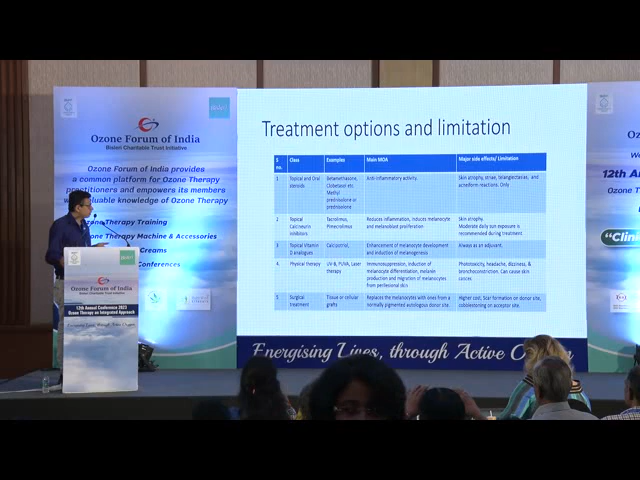 Ozone Forum of India
Bisleri Charitable Trust Initiative
Ozone Forum of India provides
a common platform for Ozone Therapy
practitioners and empowers its members
valuable knowledge of Ozone Therapy
Ozone Therapy Training
Therapy Machine & Accessories
Creams
Conferences
Ozone Forum of India
12th Annual Conference 2023
Ozone Therapy an Integrated Approach
Energising Lives, through Active Oxygen
Treatment options and limitation
S no. Class Examples Main MOA Major side effects/ Limitation
1 Topical and Oral steroids Betamethasone, Clobetasol etc Methyl prednisolone or prednisolone Anti-inflammatory activity. Skin atrophy, striae, telangiectasias, and acneiform reactions. Only
2 Topical Calcineurin inhibitors Tacrolimus, Pimecrolimus Reduces inflammation, induces melanocyte and melanoblast proliferation Skin atrophy. Moderate daily sun exposure is recommended during treatment
3 Topical Vitamin D analogues Calcipotriol, Enhancement of melanocyte development and induction of melanogenesis Always as an adjuvant.
4 Physical therapy UV-B, PUVA, Laser therapy Immunosuppression, induction of melanocyte differentiation, melanin production and migration of melanocytes from perilesional skin Phototoxicity, headache, dizziness, & bronchoconstriction. Can cause skin cancer.
5 Surgical treatment Tissue or cellular grafts Replaces the melanocytes with ones from a normally pigmented autologous donor site. Higher cost, Scar formation on donor site, cobblestoning on acceptor site.
Energising Lives, through Active
12th
Ozone
"Clin